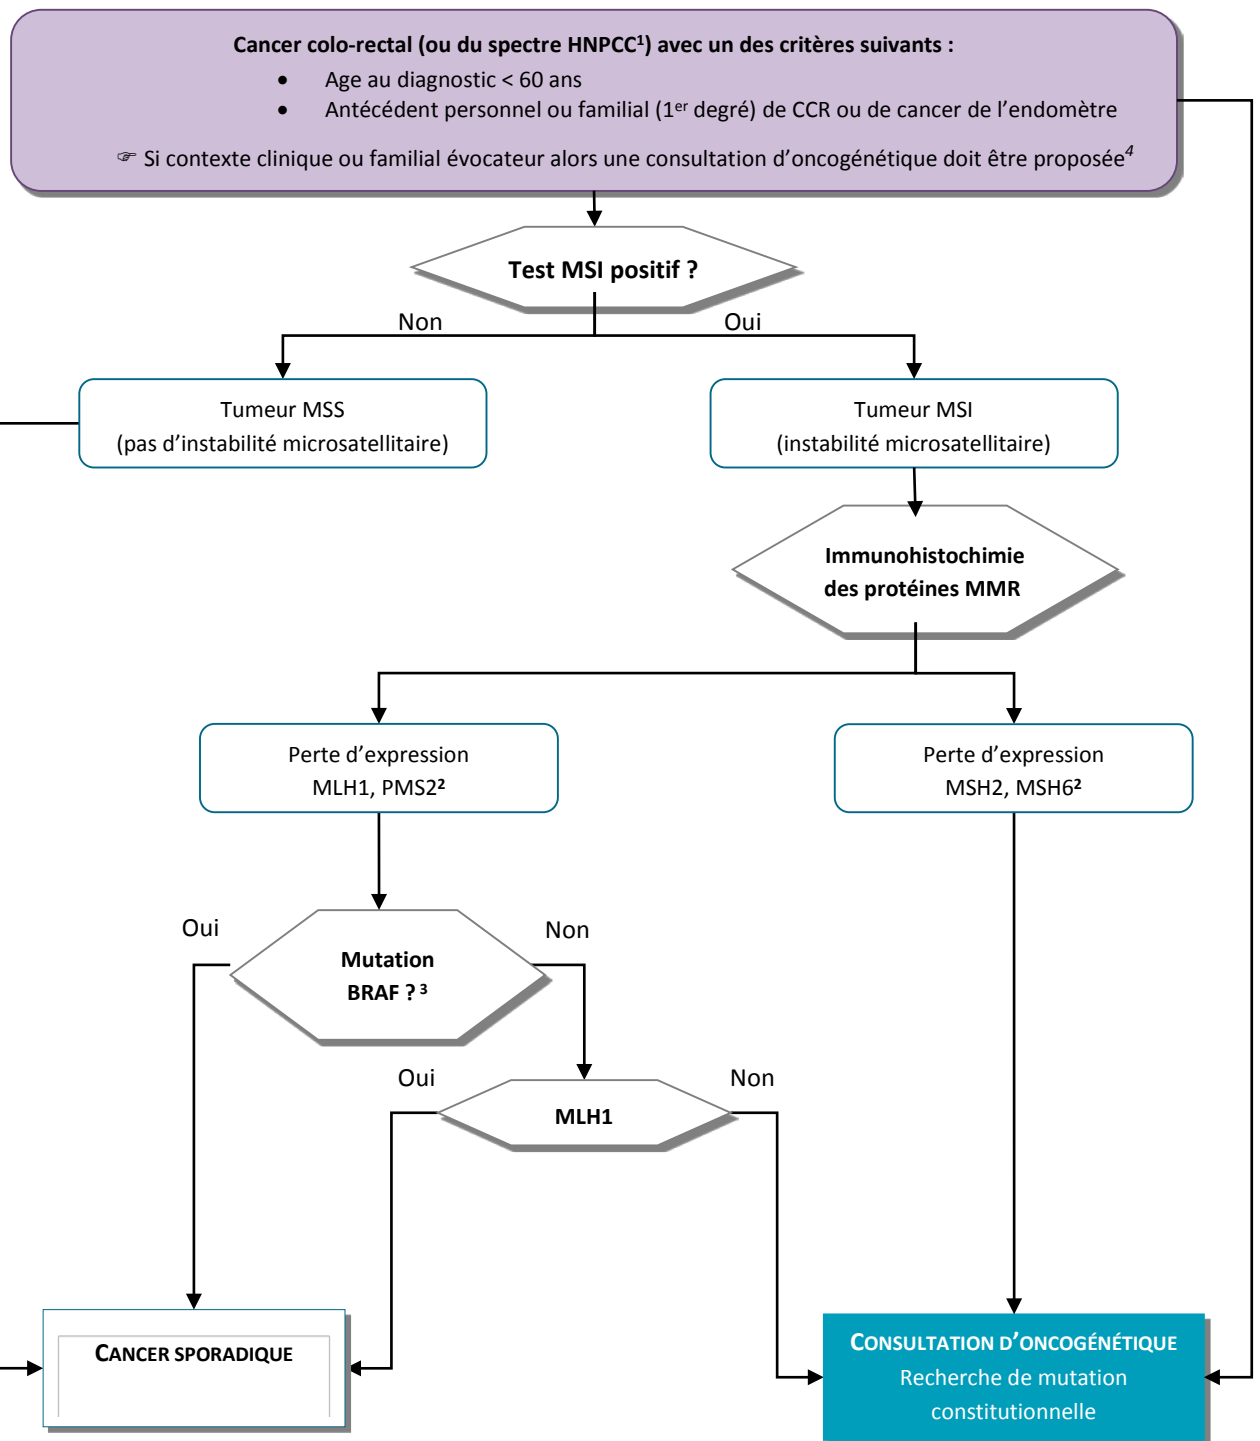 Cancer colo-rectal (ou du spectre HNPCC¹) avec un des critères suivants :
• Age au diagnostic < 60 ans
• Antécédent personnel ou familial (1er degré) de CCR ou de cancer de l’endomètre
☞ Si contexte clinique ou familial évocateur alors une consultation d’oncogénétique doit être proposée⁴
Test MSI positif ?
Non
Oui
Tumeur MSS
(pas d’instabilité microsatellitaire)
Tumeur MSI
(instabilité microsatellitaire)
Immunohistochimie
des protéines MMR
Perte d’expression
MLH1, PMS2²
Perte d’expression
MSH2, MSH6²
Oui
Non
Mutation
BRAF ? ³
Oui
Non
MLH1
CANCER SPORADIQUE
CONSULTATION D’ONCOGÉNÉTIQUE
Recherche de mutation
constitutionnelle